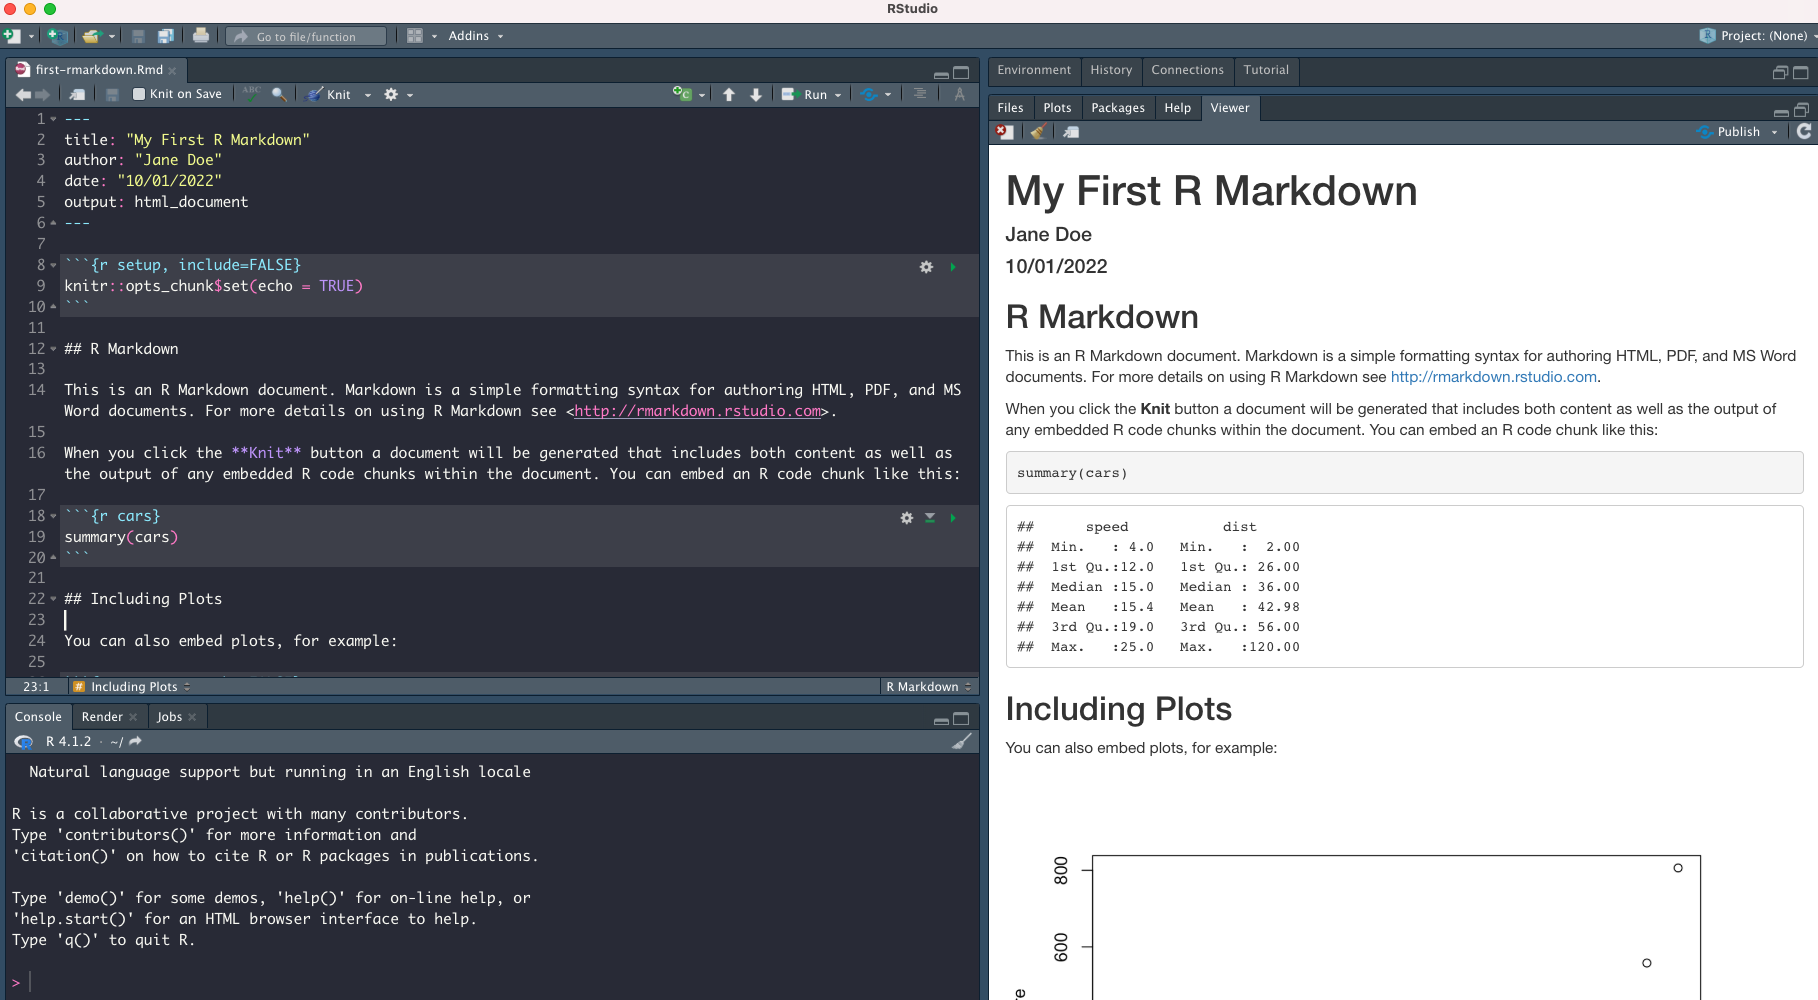 RStudio
Go to file/function
Addins
Project: (None)
first-rmarkdown.Rmd
Knit on Save
ABC
Knit
Run
1 ---
2 title: "My First R Markdown"
3 author: "Jane Doe"
4 date: "10/01/2022"
5 output: html_document
6 ---
7
8 ```{r setup, include=FALSE}
9 knitr::opts_chunk$set(echo = TRUE)
10 ```
11
12 ## R Markdown
13
14 This is an R Markdown document. Markdown is a simple formatting syntax for authoring HTML, PDF, and MS
Word documents. For more details on using R Markdown see <http://rmarkdown.rstudio.com>.
15
16 When you click the **Knit** button a document will be generated that includes both content as well as
the output of any embedded R code chunks within the document. You can embed an R code chunk like this:
17
18 ```{r cars}
19 summary(cars)
20 ```
21
22 ## Including Plots
23
24 You can also embed plots, for example:
25
23:1
# Including Plots
R Markdown
Console
Render
Jobs
R 4.1.2 · ~/
Natural language support but running in an English locale
R is a collaborative project with many contributors.
Type 'contributors()' for more information and
'citation()' on how to cite R or R packages in publications.
Type 'demo()' for some demos, 'help()' for on-line help, or
'help.start()' for an HTML browser interface to help.
Type 'q()' to quit R.
>
Environment
History
Connections
Tutorial
Files
Plots
Packages
Help
Viewer
Publish
My First R Markdown
Jane Doe
10/01/2022
R Markdown
This is an R Markdown document. Markdown is a simple formatting syntax for authoring HTML, PDF, and MS Word
documents. For more details on using R Markdown see http://rmarkdown.rstudio.com.
When you click the Knit button a document will be generated that includes both content as well as the output of
any embedded R code chunks within the document. You can embed an R code chunk like this:
summary(cars)
##      speed           dist
##  Min.   : 4.0   Min.   :  2.00
##  1st Qu.:12.0   1st Qu.: 26.00
##  Median :15.0   Median : 36.00
##  Mean   :15.4   Mean   : 42.98
##  3rd Qu.:19.0   3rd Qu.: 56.00
##  Max.   :25.0   Max.   :120.00
Including Plots
You can also embed plots, for example:
800
600